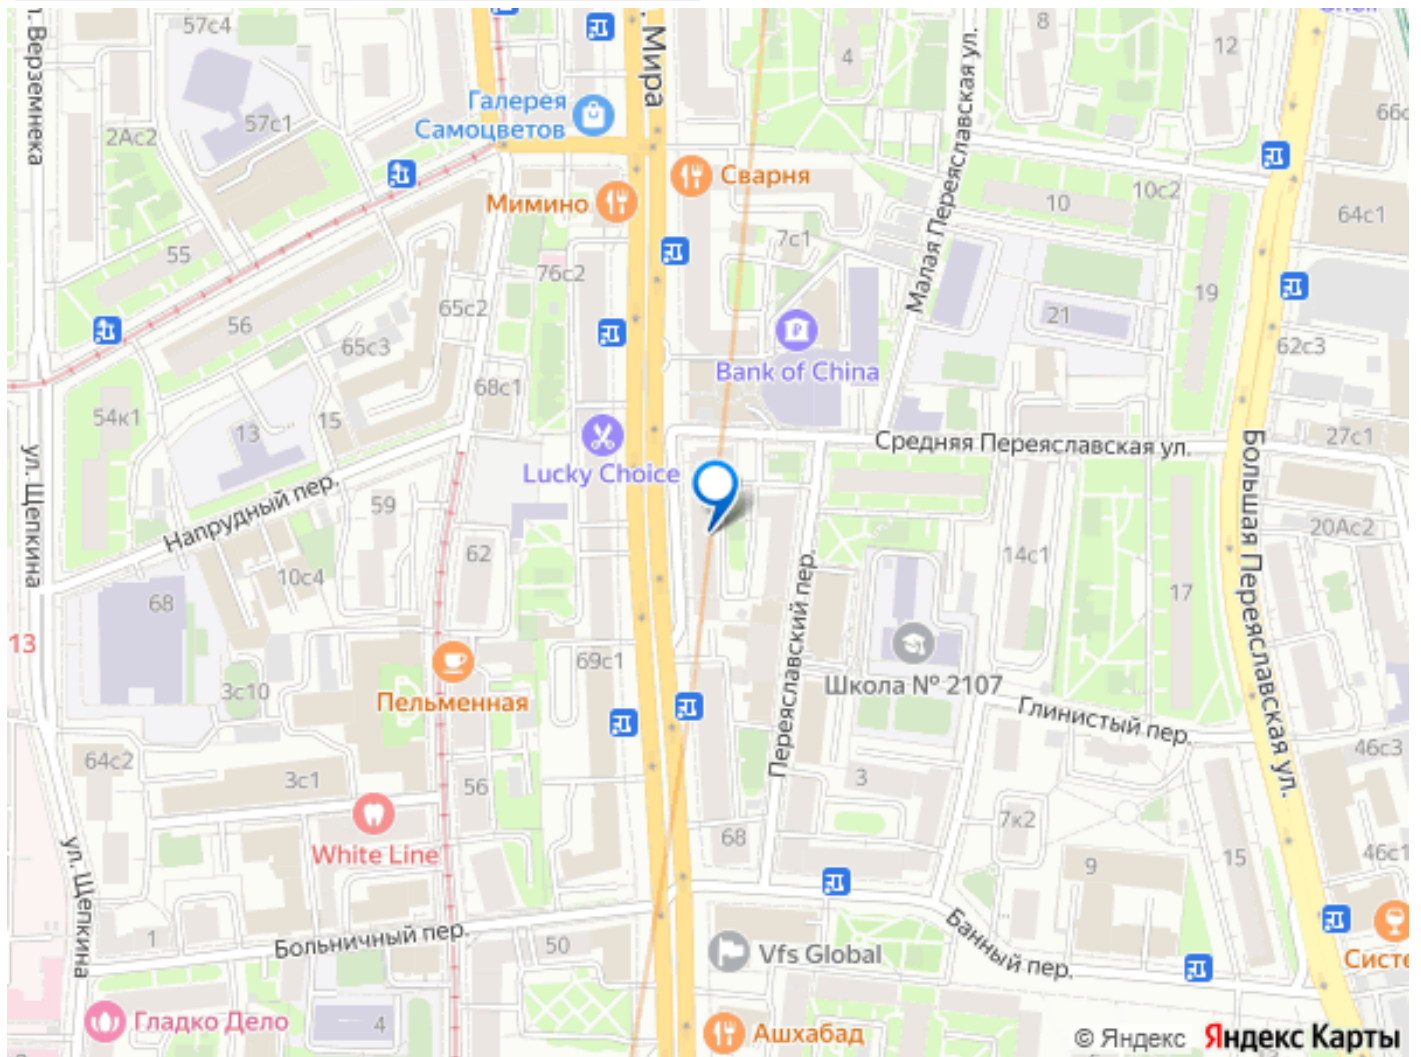 57с4
8
12
ул. Верземнека
Мира
4
Малая Переяславская ул.
66с
Галерея
Самоцветов
57с1
2Ас2
Сварня
Мимино
10с2
10
64с1
7с1
55
76с2
65с2
19
56
21
65с3
Bank of China
62с3
68с1
54к1
15
13
Средняя Переяславская ул.
27с1
Lucky Choice
ул. Щепкина
Напрудный пер.
59
62
14с1
20Ас2
Большая Переяславская ул.
10с4
68
17
Переяславский пер.
13
69с1
3с10
Школа № 2107
Пельменная
Глинистый пер.
46с3
64с2
3с1
56
3
7к2
68
White Line
9
15
46с1
ул. Щепкина
1
Больничный пер.
50
Банный пер.
Vfs Global
Систе
Гладко Дело
4
Ашхабад
© Яндекс Яндекс Карты